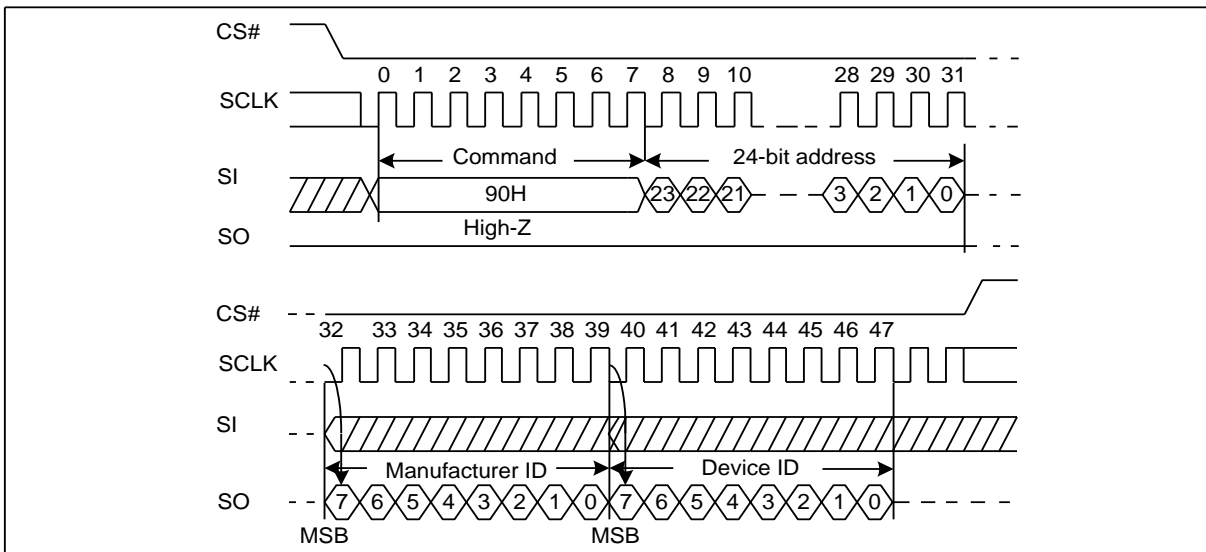 CS#
0 1 2 3 4 5 6 7 8 9 10 28 29 30 31
SCLK
Command 24-bit address
SI
90H 23 22 21 3 2 1 0
High-Z
SO
CS#
32 33 34 35 36 37 38 39 40 41 42 43 44 45 46 47
SCLK
SI
Manufacturer ID Device ID
SO 7 6 5 4 3 2 1 0 7 6 5 4 3 2 1 0
MSB MSB